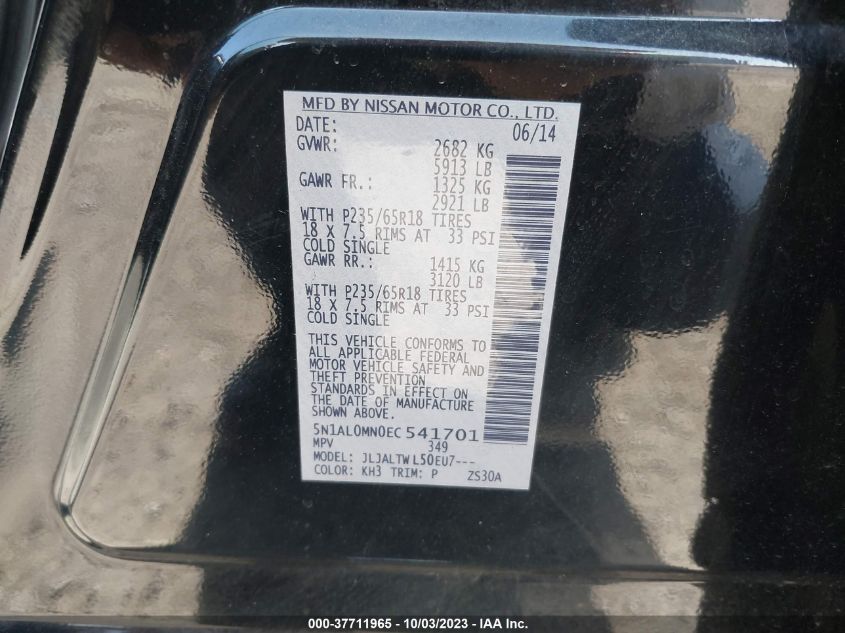 MFD BY NISSAN MOTOR CO., LTD.
DATE: 06/14
GVWR: 2682 KG
5913 LB
GAWR FR.: 1325 KG
2921 LB
WITH P235/65R18 TIRES
18 X 7.5 RIMS AT 33 PSI
COLD SINGLE
GAWR RR.: 1415 KG
3120 LB
WITH P235/65R18 TIRES
18 X 7.5 RIMS AT 33 PSI
COLD SINGLE
THIS VEHICLE CONFORMS TO
ALL APPLICABLE FEDERAL
MOTOR VEHICLE SAFETY AND
THEFT PREVENTION
STANDARDS IN EFFECT ON
THE DATE OF MANUFACTURE
SHOWN ABOVE.
5N1AL0MN0EC 541701
MPV 349
MODEL: JLJALTW L50EU7---
COLOR: KH3 TRIM: P ZS30A
000-37711965 - 10/03/2023 - IAA Inc.